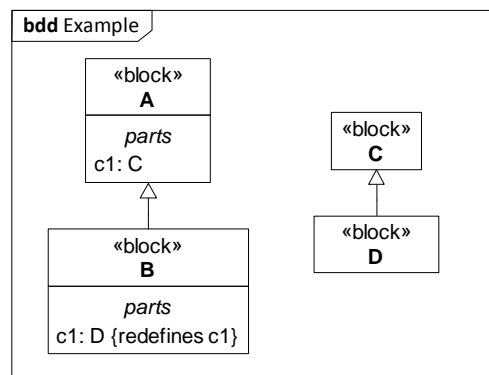 bdd Example
«block»
A
parts
c1: C
«block»
B
parts
c1: D {redefines c1}
«block»
C
«block»
D